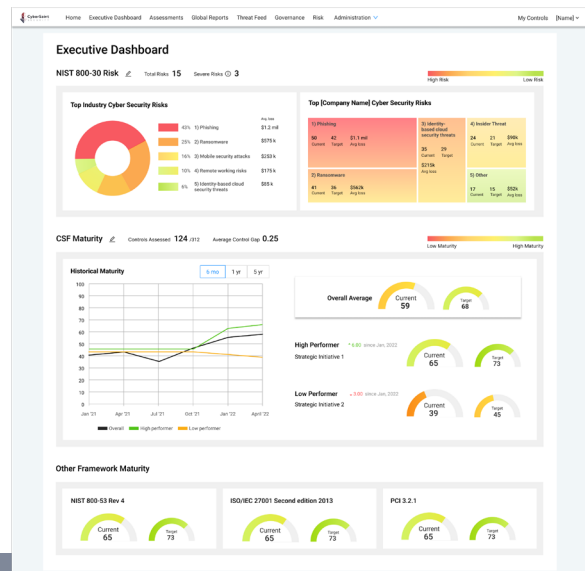 CyberSaint Home Executive Dashboard Assessments Global Reports Threat Feed Governance Risk Administration My Controls [Name]
Executive Dashboard
NIST 800-30 Risk Total Risks 15 Severe Risks 3
High Risk Low Risk
Top Industry Cyber Security Risks
Avg. loss
43% 1) Phishing $1.2 mil
25% 2) Ransomware $575 k
16% 3) Mobile security attacks $253 k
10% 4) Remote working risks $175 k
6% 5) Identity-based cloud security threats $65 k
Top [Company Name] Cyber Security Risks
1) Phishing
50 42 $1.1 mil
Current Target Avg loss
2) Ransomware
41 36 $562k
Current Target Avg loss
3) Identity-based cloud security threats
35 29
Current Target
$215k
Avg loss
4) Insider Threat
24 21 $90k
Current Target Avg loss
5) Other
17 15 $52k
Current Target Avg loss
CSF Maturity Controls Assessed 124 /312 Average Control Gap 0.25
Low Maturity High Maturity
Historical Maturity 6 mo 1 yr 5 yr
100
90
80
70
60
50
40
30
20
10
0
Jan '21 Apr '21 Jul '21 Oct '21 Jan '22 April '22
Overall High performer Low performer
Overall Average Current 59 Target 68
High Performer 6.80 since Jan, 2022
Strategic Initiative 1
Current 65 Target 73
Low Performer 3.02 since Jan, 2022
Strategic Initiative 2
Current 39 Target 45
Other Framework Maturity
NIST 800-53 Rev 4
Current 65 Target 73
ISO/IEC 27001 Second edition 2013
Current 65 Target 73
PCI 3.2.1
Current 65 Target 73